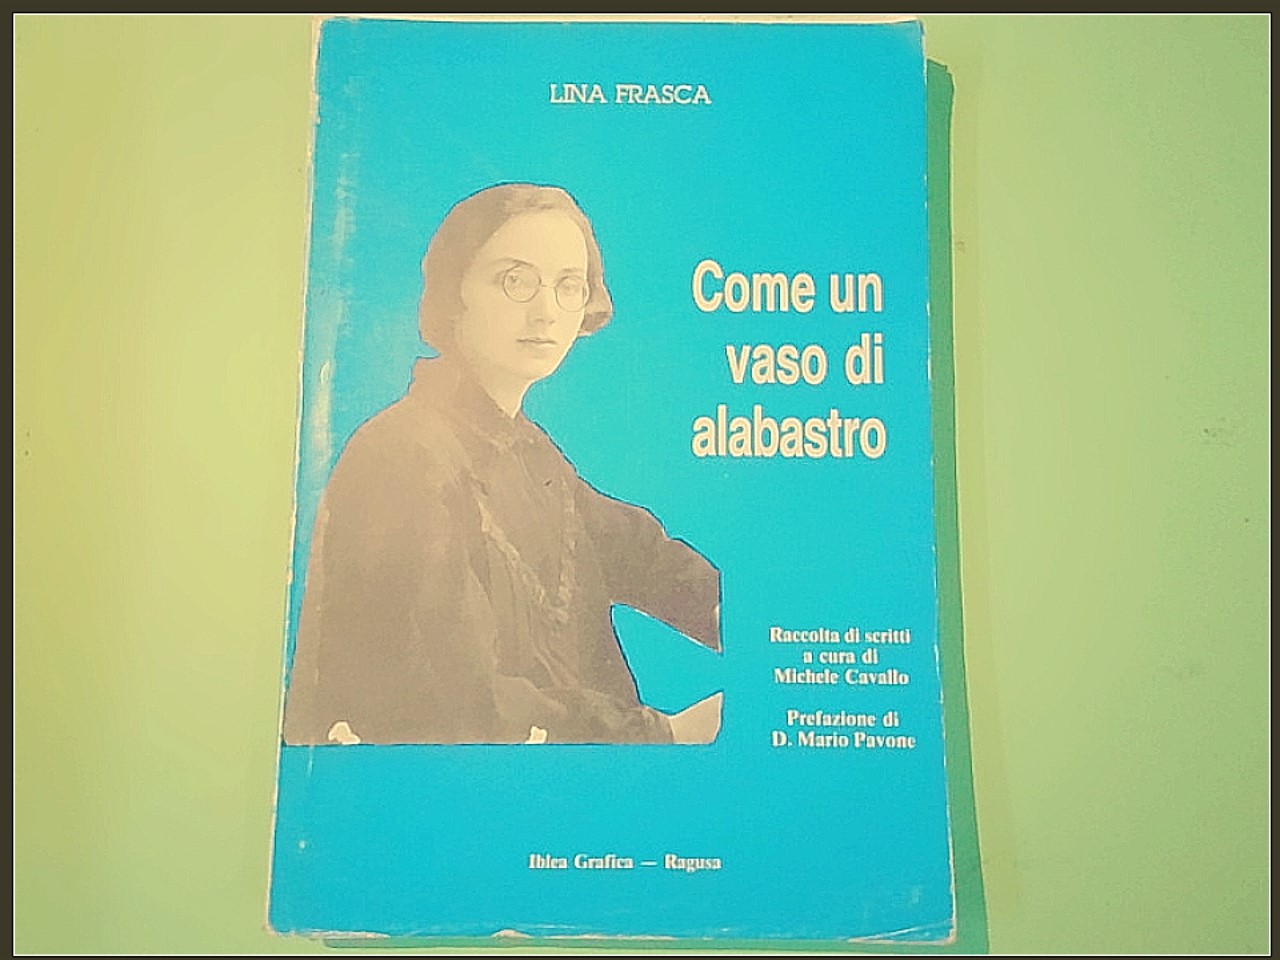 LINA FRASCA
Come un
vaso di
alabastro
Raccolta di scritti
a cura di
Michele Cavallo
Prefazione di
D. Mario Pavone
Iblea Grafica — Ragusa